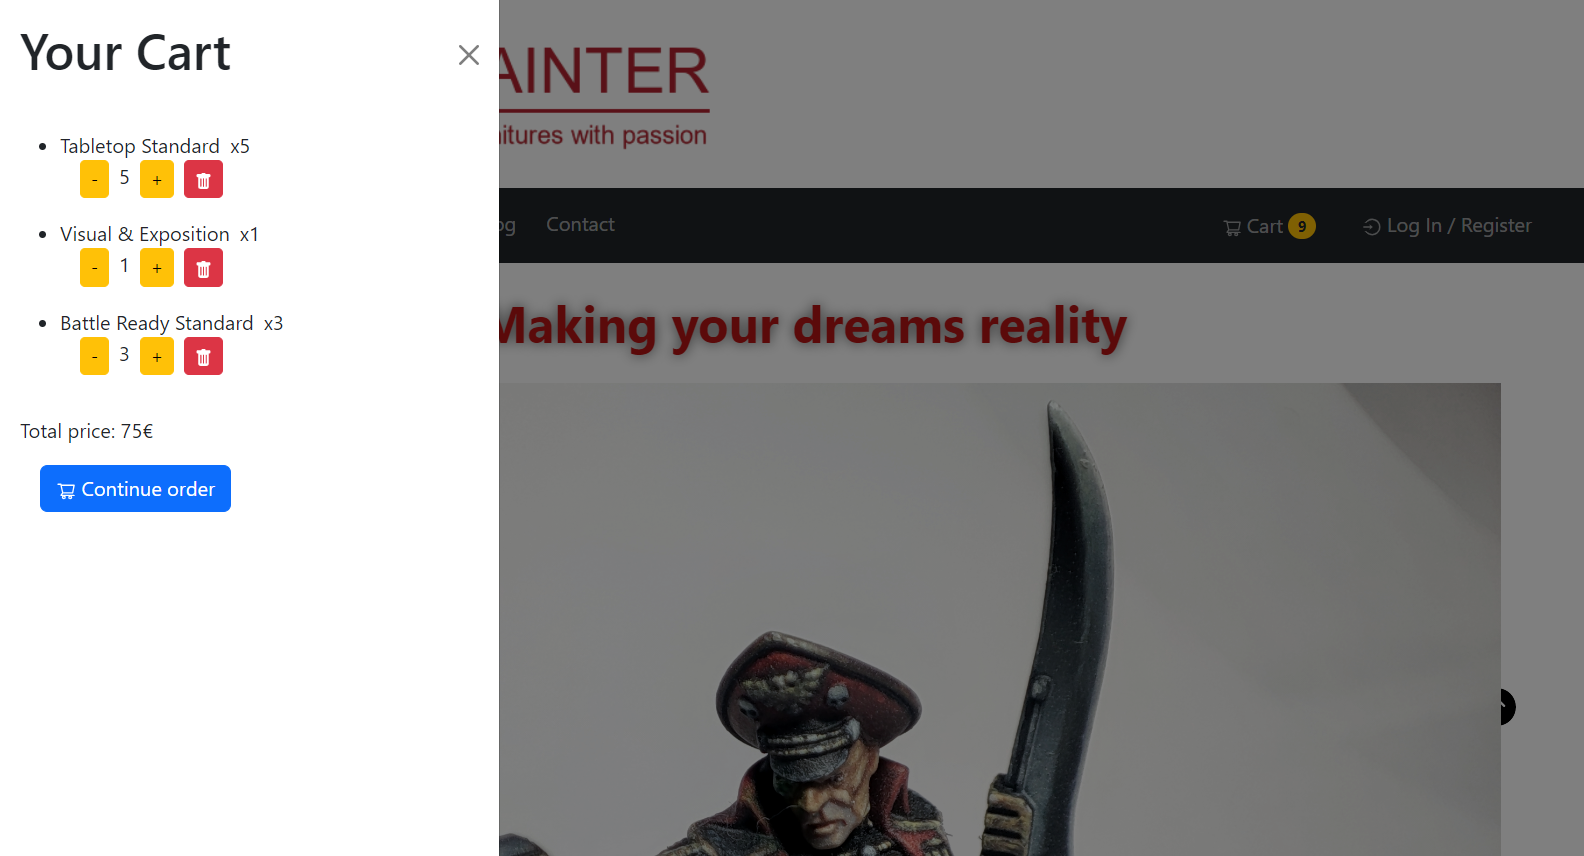 Your Cart
Tabletop Standard x5
- 5 +
Visual & Exposition x1
- 1 +
Battle Ready Standard x3
- 3 +
Total price: 75€
Continue order
AINTER
itures with passion
og Contact Cart 9 Log In / Register
Making your dreams reality